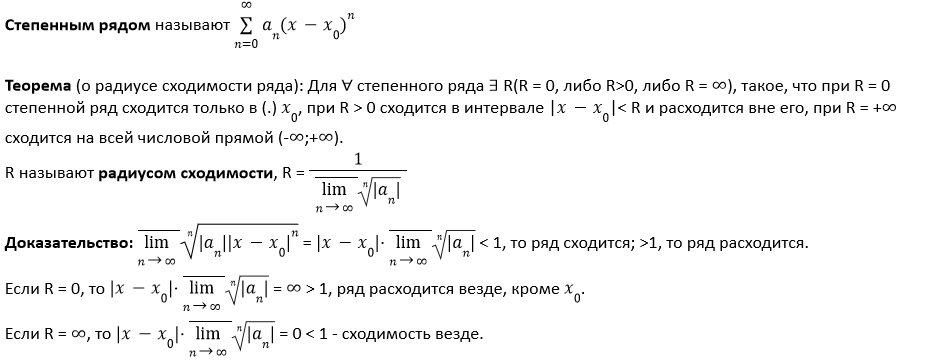 Степенным рядом называют $\sum_{n=0}^{\infty} a_n(x - x_0)^n$
Теорема (о радиусе сходимости ряда): Для ∀ степенного ряда ∃ R(R = 0, либо R>0, либо R = ∞), такое, что при R = 0
степенной ряд сходится только в (.) $x_0$, при R > 0 сходится в интервале $|x - x_0|$< R и расходится вне его, при R = +∞
сходится на всей числовой прямой (-∞;+∞).
R называют радиусом сходимости, R = $\frac{1}{\overline{\lim\limits_{n \to \infty}} \sqrt[n]{|a_n|}}$
Доказательство: $\overline{\lim\limits_{n \to \infty}} \sqrt[n]{|a_n||x - x_0|^n}$ = $|x - x_0| \cdot \overline{\lim\limits_{n \to \infty}} \sqrt[n]{|a_n|}$ < 1, то ряд сходится; >1, то ряд расходится.
Если R = 0, то $|x - x_0| \cdot \overline{\lim\limits_{n \to \infty}} \sqrt[n]{|a_n|}$ = ∞ > 1, ряд расходится везде, кроме $x_0$.
Если R = ∞, то $|x - x_0| \cdot \overline{\lim\limits_{n \to \infty}} \sqrt[n]{|a_n|}$ = 0 < 1 - сходимость везде.